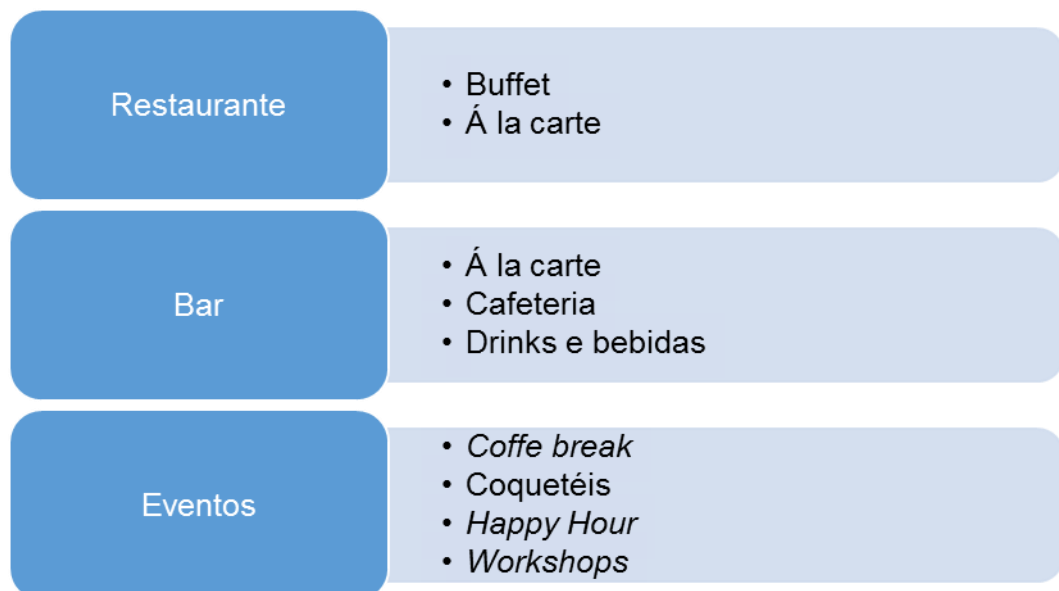 Restaurante
• Buffet
• Á la carte
Bar
• Á la carte
• Cafeteria
• Drinks e bebidas
Eventos
• Coffe break
• Coquetéis
• Happy Hour
• Workshops